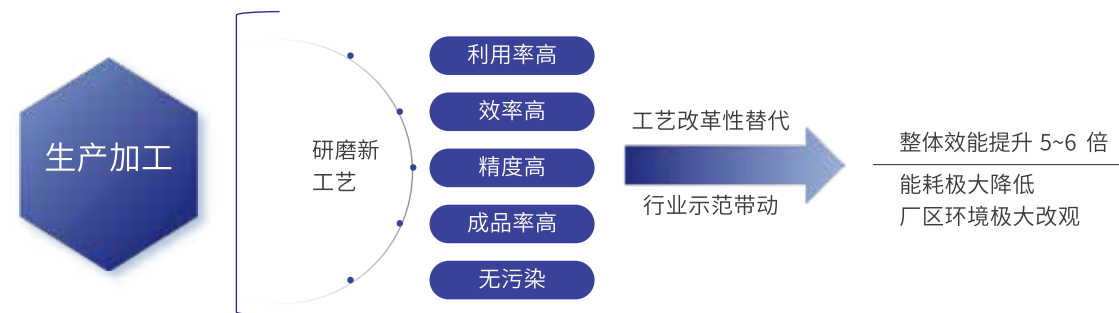 生产加工
研磨新
工艺
利用率高
效率高
精度高
成品率高
无污染
工艺改革性替代
行业示范带动
整体效能提升 5~6 倍
能耗极大降低
厂区环境极大改观